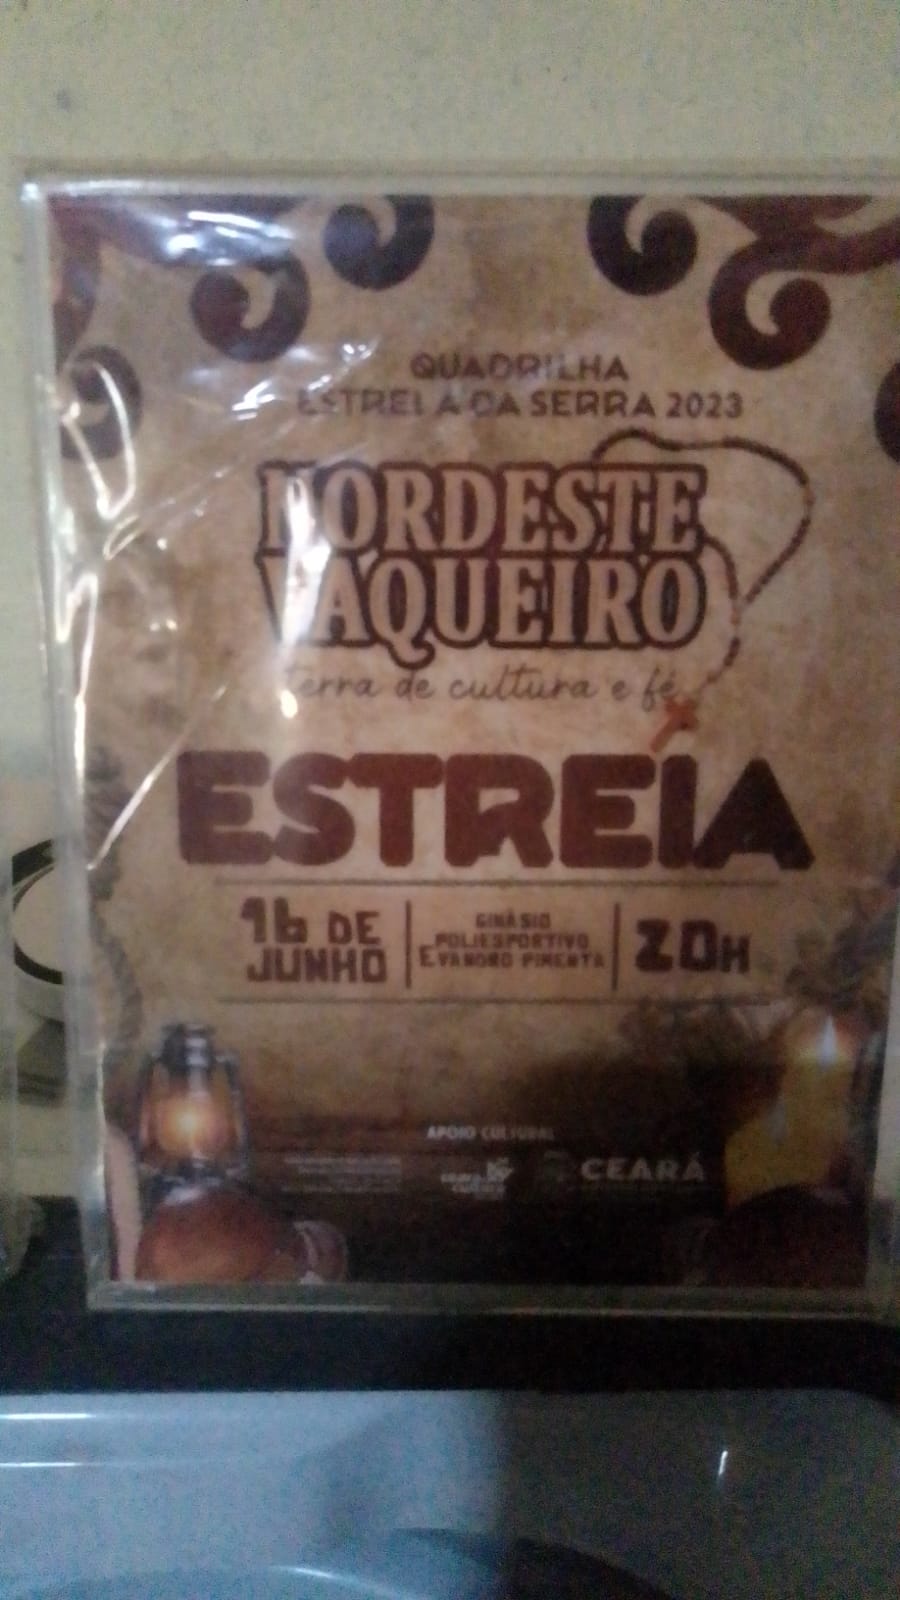 QUADRILHA
ESTRELA DA SERRA 2023
NORDESTE
VAQUEIRO
terra de cultura e fé
ESTREIA
16 DE
JUNHO
GINÁSIO
POLIESPORTIVO
EVANDRO PIMENTA
20H
APOIO CULTURAL
CEARÁ